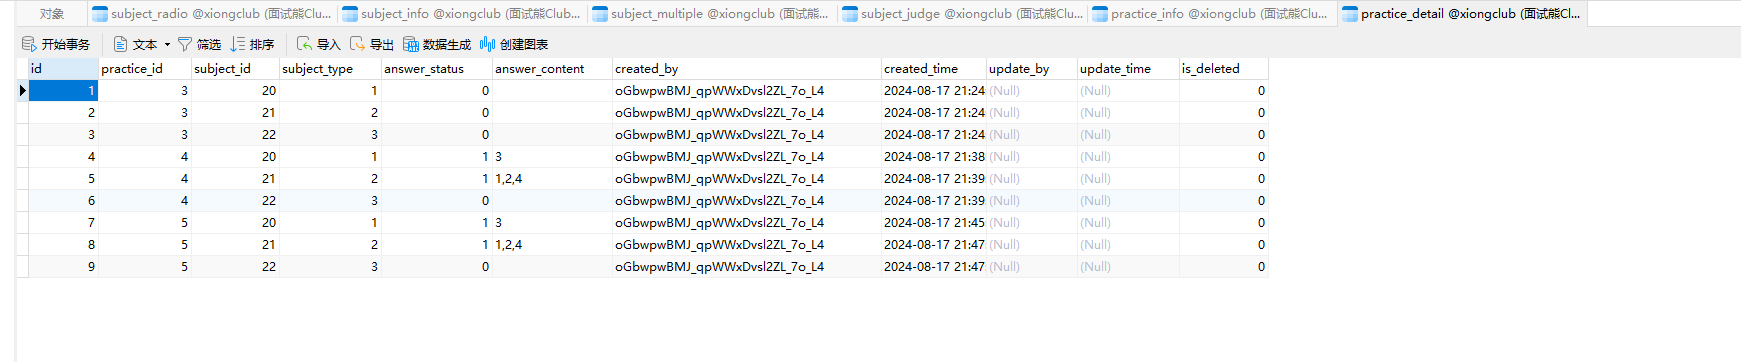 对象 subject_radio @xiongclub (面试熊Clu... subject_info @xiongclub (面试熊Club... subject_multiple @xiongclub (面试熊... subject_judge @xiongclub (面试熊Clu... practice_info @xiongclub (面试熊Clu... practice_detail @xiongclub (面试熊Cl...
开始事务 文本 筛选 排序 导入 导出 数据生成 创建图表
id practice_id subject_id subject_type answer_status answer_content created_by created_time update_by update_time is_deleted
1 3 20 1 0 oGbwpwBMJ_qpWWxDvsl2ZL_7o_L4 2024-08-17 21:24 (Null) (Null) 0
2 3 21 2 0 oGbwpwBMJ_qpWWxDvsl2ZL_7o_L4 2024-08-17 21:24 (Null) (Null) 0
3 3 22 3 0 oGbwpwBMJ_qpWWxDvsl2ZL_7o_L4 2024-08-17 21:24 (Null) (Null) 0
4 4 20 1 1 3 oGbwpwBMJ_qpWWxDvsl2ZL_7o_L4 2024-08-17 21:38 (Null) (Null) 0
5 4 21 2 1 1,2,4 oGbwpwBMJ_qpWWxDvsl2ZL_7o_L4 2024-08-17 21:39 (Null) (Null) 0
6 4 22 3 0 oGbwpwBMJ_qpWWxDvsl2ZL_7o_L4 2024-08-17 21:39 (Null) (Null) 0
7 5 20 1 1 3 oGbwpwBMJ_qpWWxDvsl2ZL_7o_L4 2024-08-17 21:45 (Null) (Null) 0
8 5 21 2 1 1,2,4 oGbwpwBMJ_qpWWxDvsl2ZL_7o_L4 2024-08-17 21:47 (Null) (Null) 0
9 5 22 3 0 oGbwpwBMJ_qpWWxDvsl2ZL_7o_L4 2024-08-17 21:47 (Null) (Null) 0